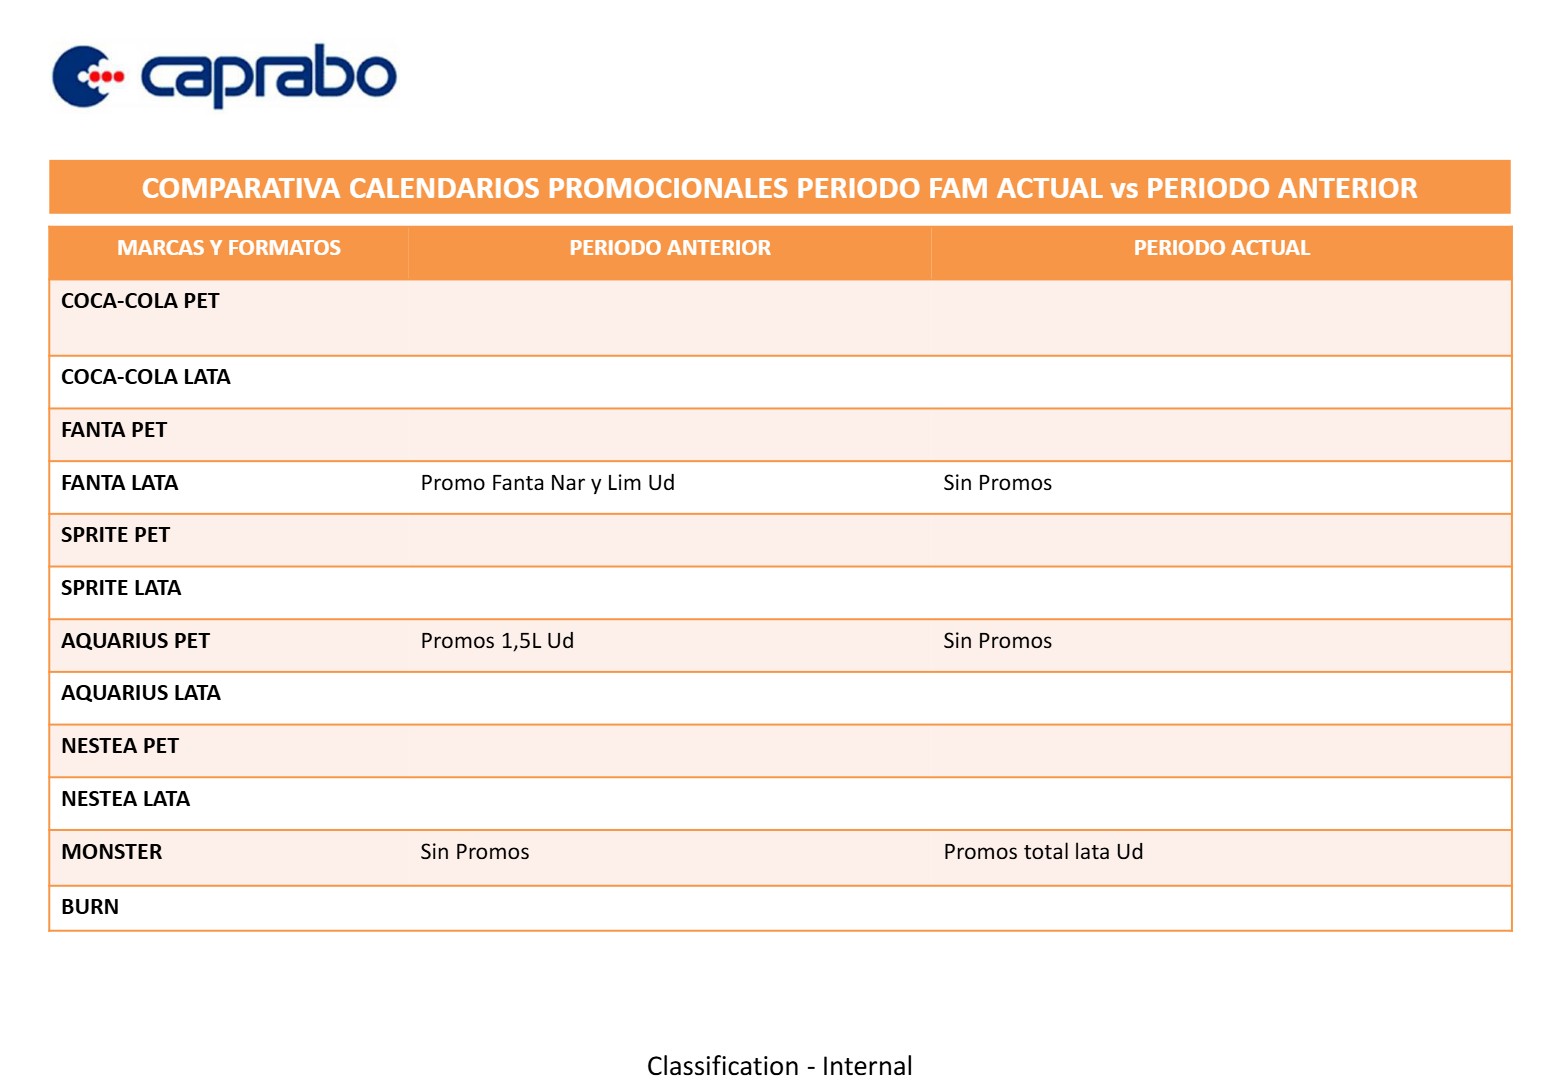 caprabo
COMPARATIVA CALENDARIOS PROMOCIONALES PERIODO FAM ACTUAL vs PERIODO ANTERIOR
MARCAS Y FORMATOS PERIODO ANTERIOR PERIODO ACTUAL
COCA-COLA PET
COCA-COLA LATA
FANTA PET
FANTA LATA Promo Fanta Nar y Lim Ud Sin Promos
SPRITE PET
SPRITE LATA
AQUARIUS PET Promos 1,5L Ud Sin Promos
AQUARIUS LATA
NESTEA PET
NESTEA LATA
MONSTER Sin Promos Promos total lata Ud
BURN
Classification - Internal